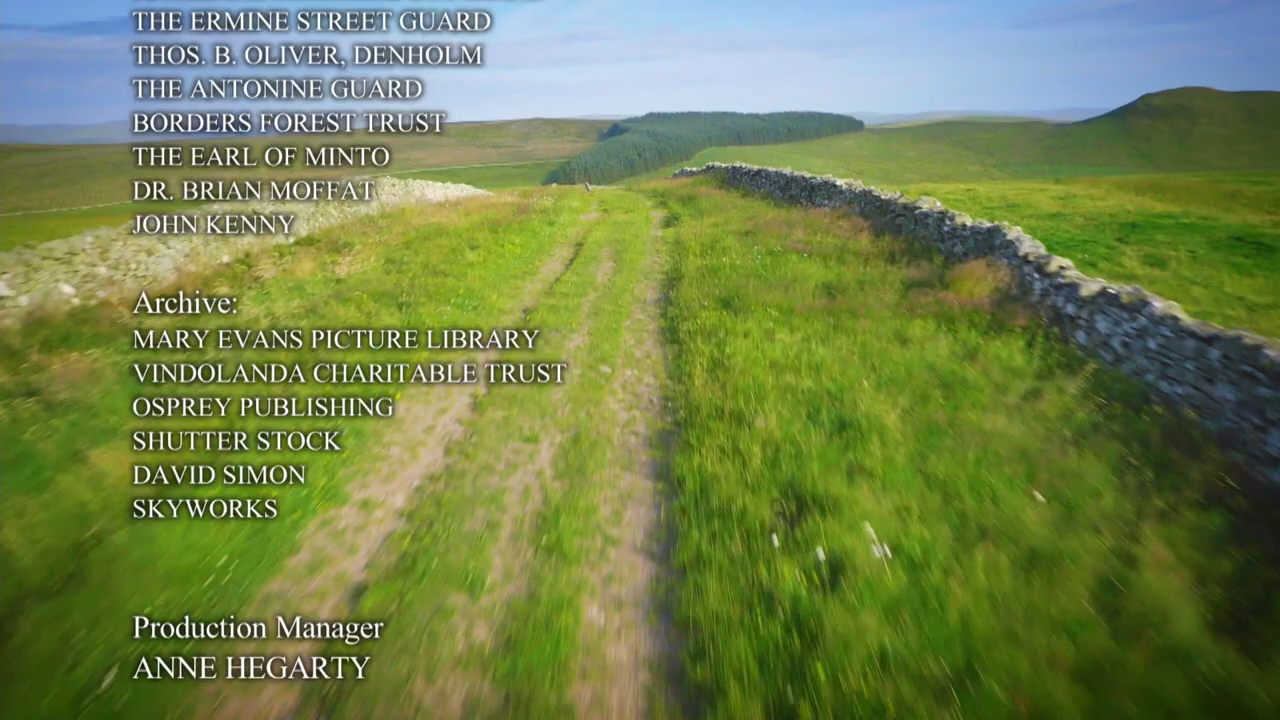 THE ERMINE STREET GUARD
THOS. B. OLIVER, DENHOLM
THE ANTONINE GUARD
BORDERS FOREST TRUST
THE EARL OF MINTO
DR. BRIAN MOFFAT
JOHN KENNY
Archive:
MARY EVANS PICTURE LIBRARY
VINDOLANDA CHARITABLE TRUST
OSPREY PUBLISHING
SHUTTER STOCK
DAVID SIMON
SKYWORKS
Production Manager
ANNE HEGARTY